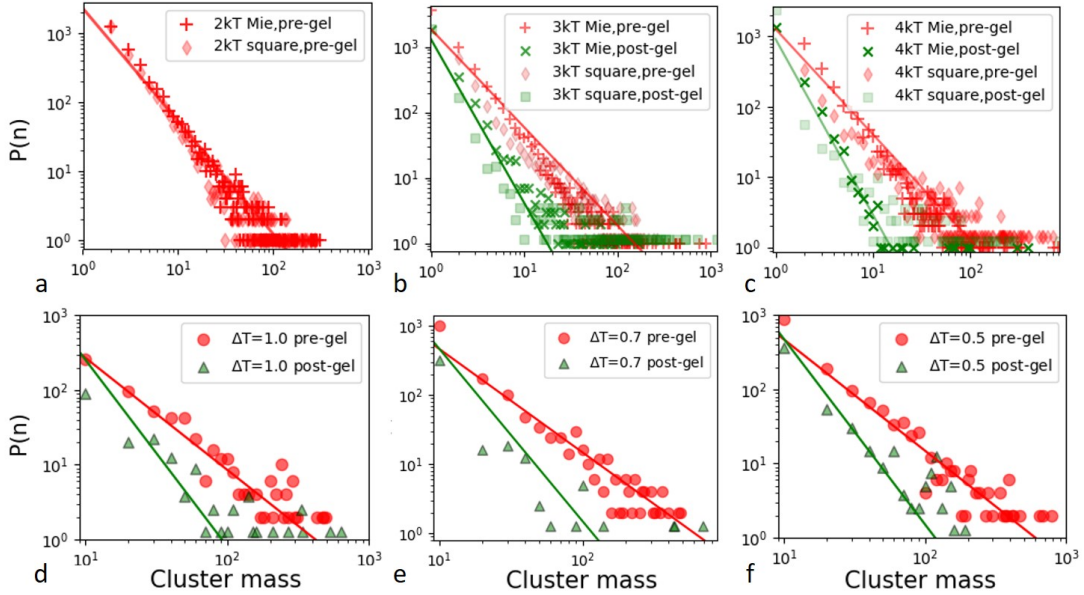 2kT Mie,pre-gel
2kT square,pre-gel
3kT Mie,pre-gel
3kT Mie,post-gel
3kT square,pre-gel
3kT square,post-gel
4kT Mie,pre-gel
4kT Mie,post-gel
4kT square,pre-gel
4kT square,post-gel
P(n)
10³
10²
10¹
10⁰
10⁰ 10¹ 10² 10³
a
10³
10²
10¹
10⁰
10⁰ 10¹ 10² 10³
b
10³
10²
10¹
10⁰
10⁰ 10¹ 10²
c
ΔT=1.0 pre-gel
ΔT=1.0 post-gel
ΔT=0.7 pre-gel
ΔT=0.7 post-gel
ΔT=0.5 pre-gel
ΔT=0.5 post-gel
P(n)
10³
10²
10¹
10⁰
10¹ 10² 10³
d
Cluster mass
10³
10²
10¹
10⁰
10¹ 10²
e
Cluster mass
10³
10²
10¹
10⁰
10¹ 10² 10³
f
Cluster mass